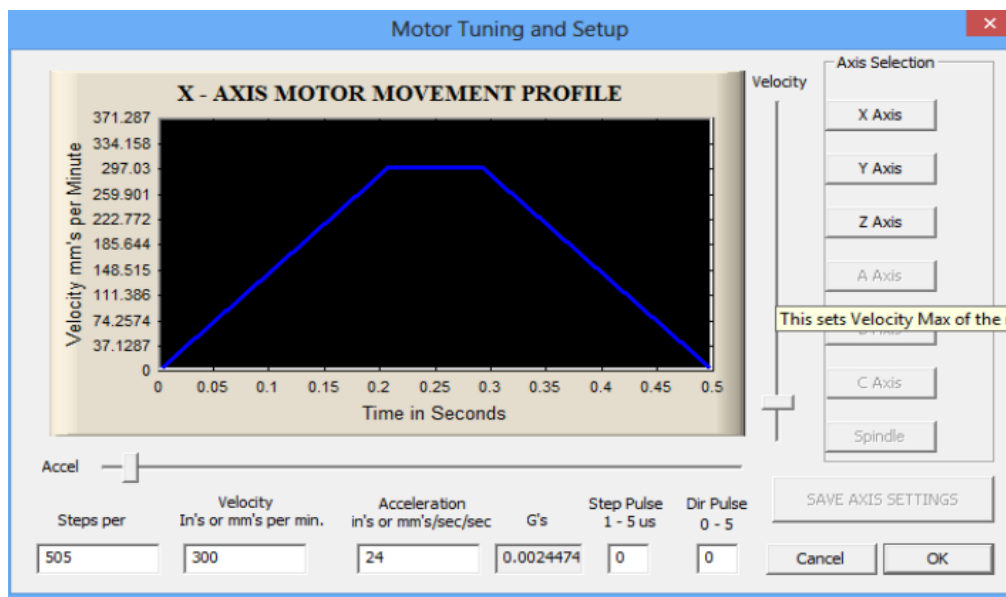 Motor Tuning and Setup
X - AXIS MOTOR MOVEMENT PROFILE
Velocity mm's per Minute
371.287
334.158
297.03
259.901
222.772
185.644
148.515
111.386
74.2574
37.1287
0
0 0.05 0.1 0.15 0.2 0.25 0.3 0.35 0.4 0.45 0.5
Time in Seconds
Velocity
Axis Selection
X Axis
Y Axis
Z Axis
A Axis
This sets Velocity Max of the
C Axis
Spindle
Accel
Steps per
Velocity
In's or mm's per min.
Acceleration
in's or mm's/sec/sec
G's
Step Pulse
1 - 5 us
Dir Pulse
0 - 5
505
300
24
0.0024474
0
0
SAVE AXIS SETTINGS
Cancel
OK